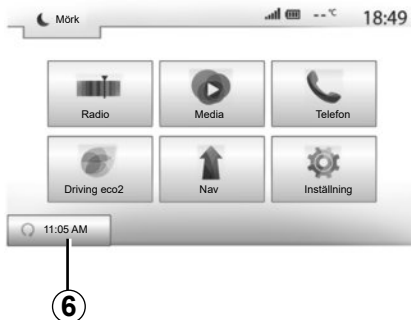 Mörk
--°C 18:49
Radio Media Telefon
Driving eco2 Nav Inställning
11:05 AM
6